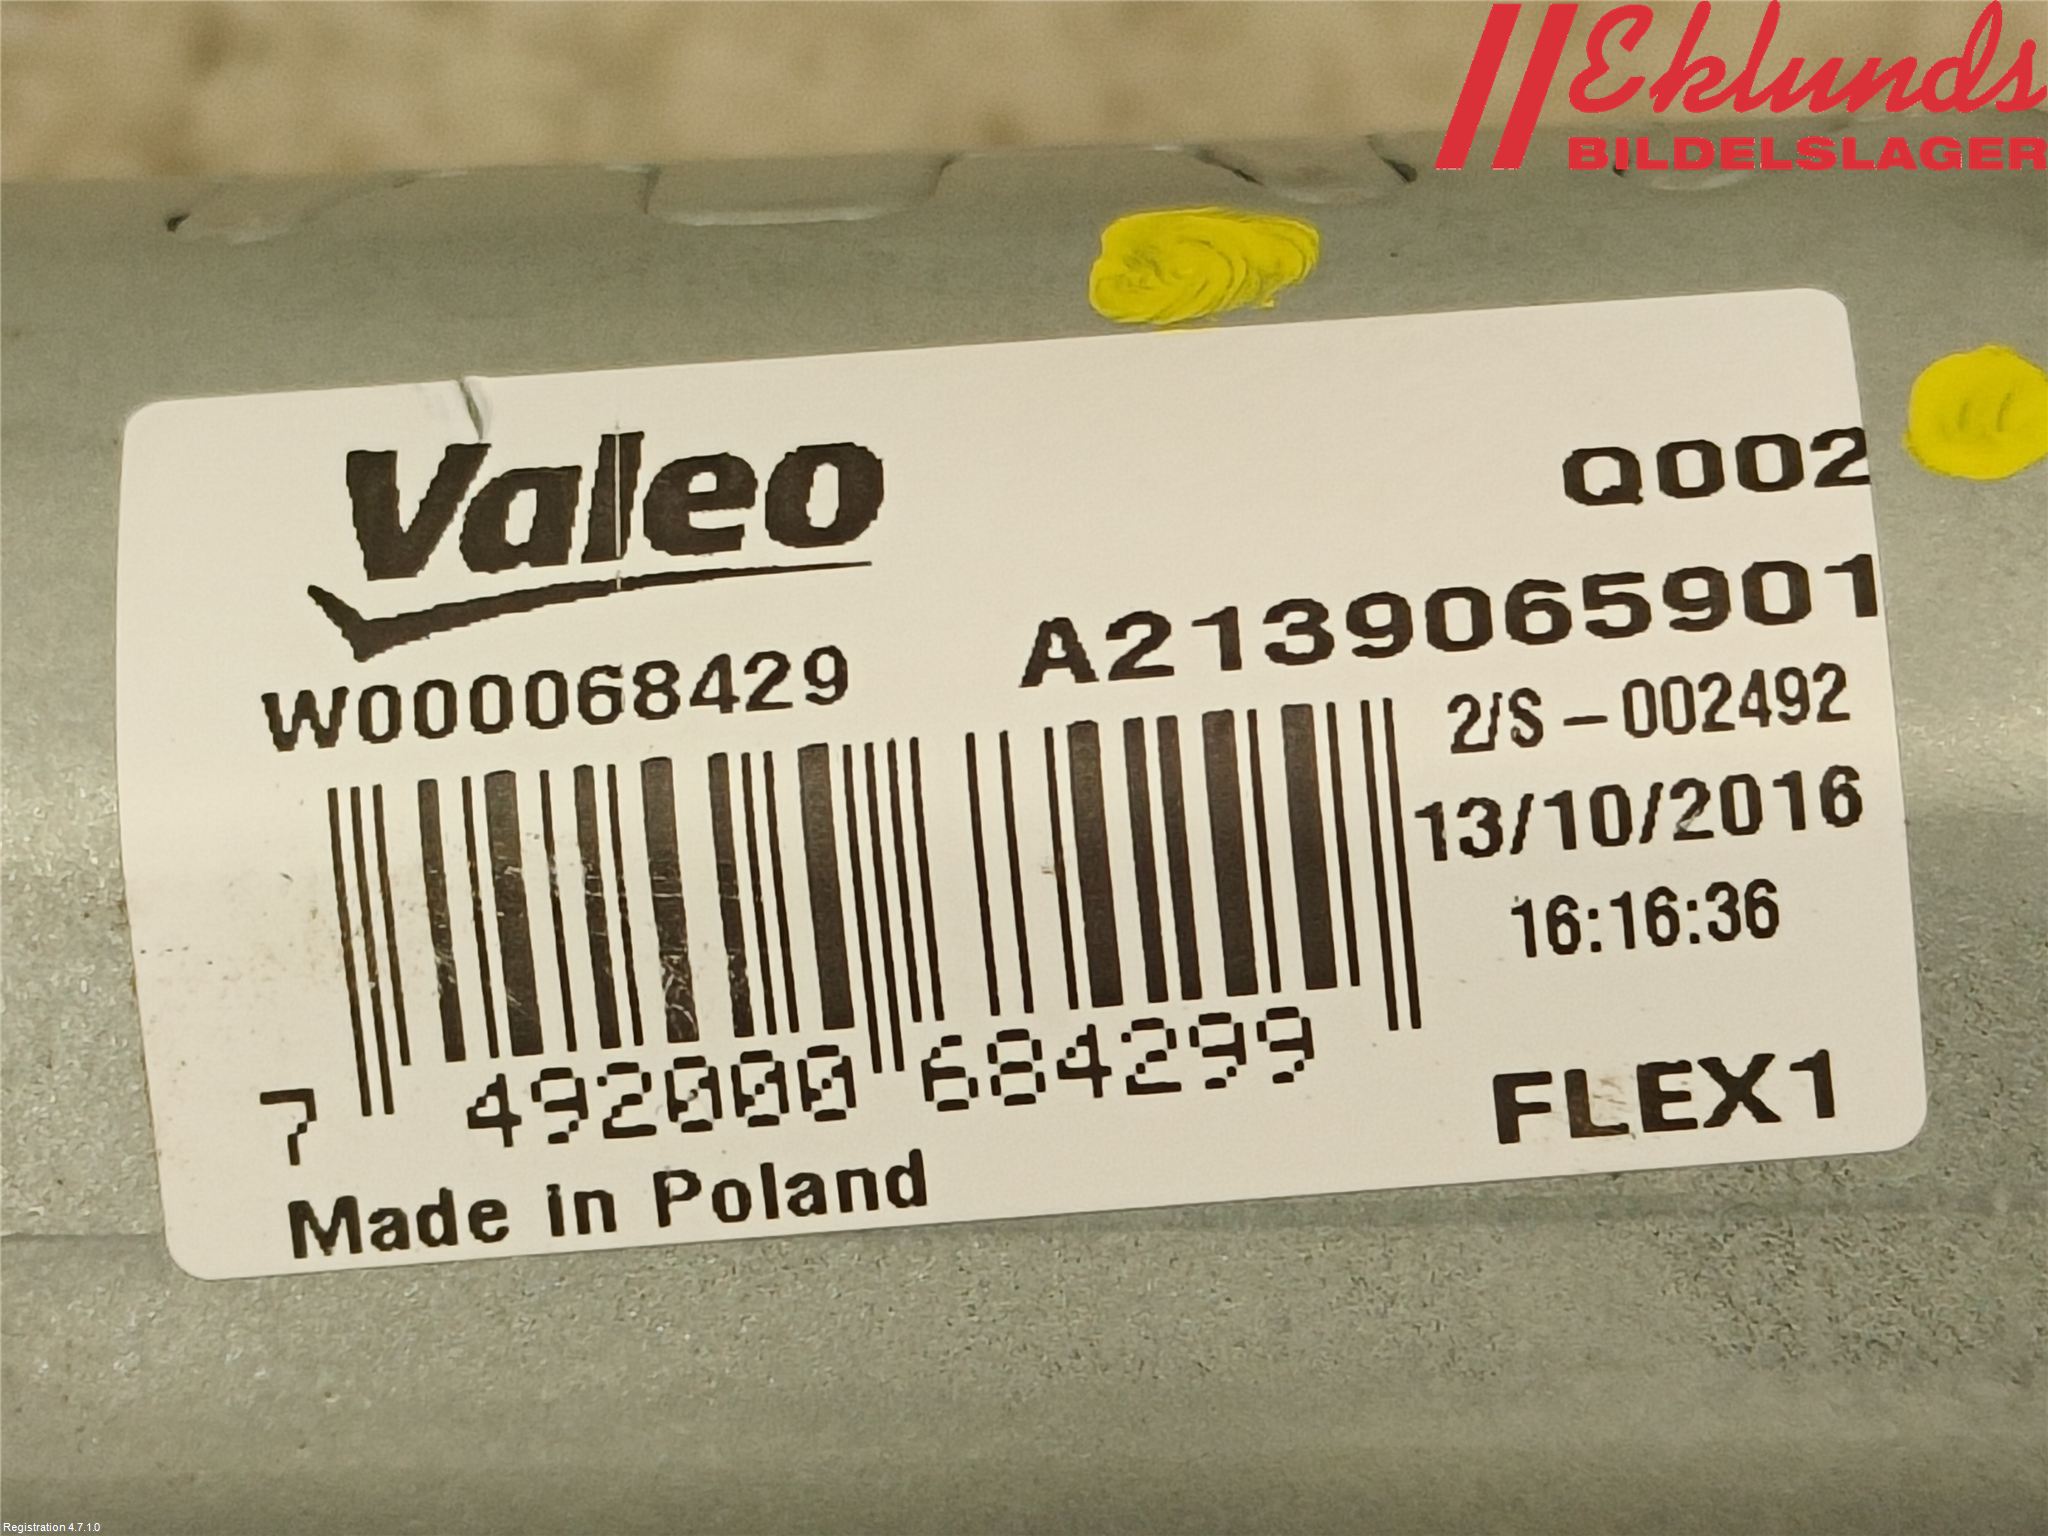 Eklunds
BILDELSLAGER
Valeo
Q002
W000068429
A2139065901
2/S-002492
13/10/2016
16:16:36
7 492000 684299
FLEX1
Made in Poland
Registration 4.7.1.0